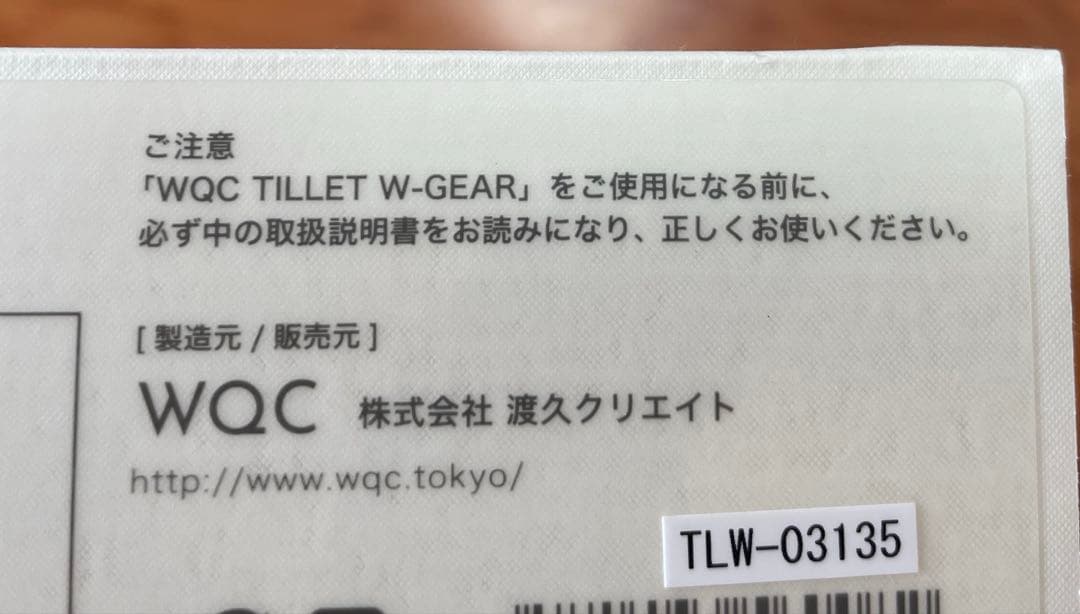 ご注意
「WQC TILLET W-GEAR」をご使用になる前に、
必ず中の取扱説明書をお読みになり、正しくお使いください。
[ 製造元 / 販売元 ]
WQC 株式会社 渡久クリエイト
http://www.wqc.tokyo/
TLW-03135